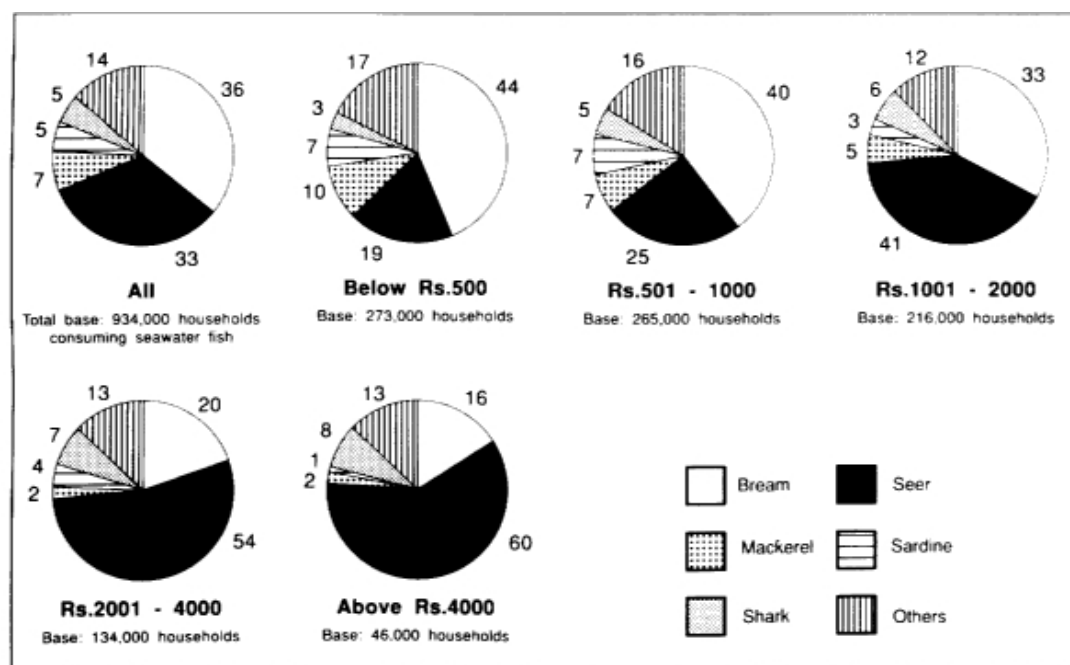 14
36
5
5
7
33
All
Total base: 934,000 households
consuming seawater fish
17
44
3
7
10
19
Below Rs.500
Base: 273,000 households
16
40
5
7
7
25
Rs.501 - 1000
Base: 265,000 households
12
33
6
3
5
41
Rs.1001 - 2000
Base: 216,000 households
13
20
7
4
2
54
Rs.2001 - 4000
Base: 134,000 households
13
16
8
1
2
60
Above Rs.4000
Base: 46,000 households
Bream
Seer
Mackerel
Sardine
Shark
Others